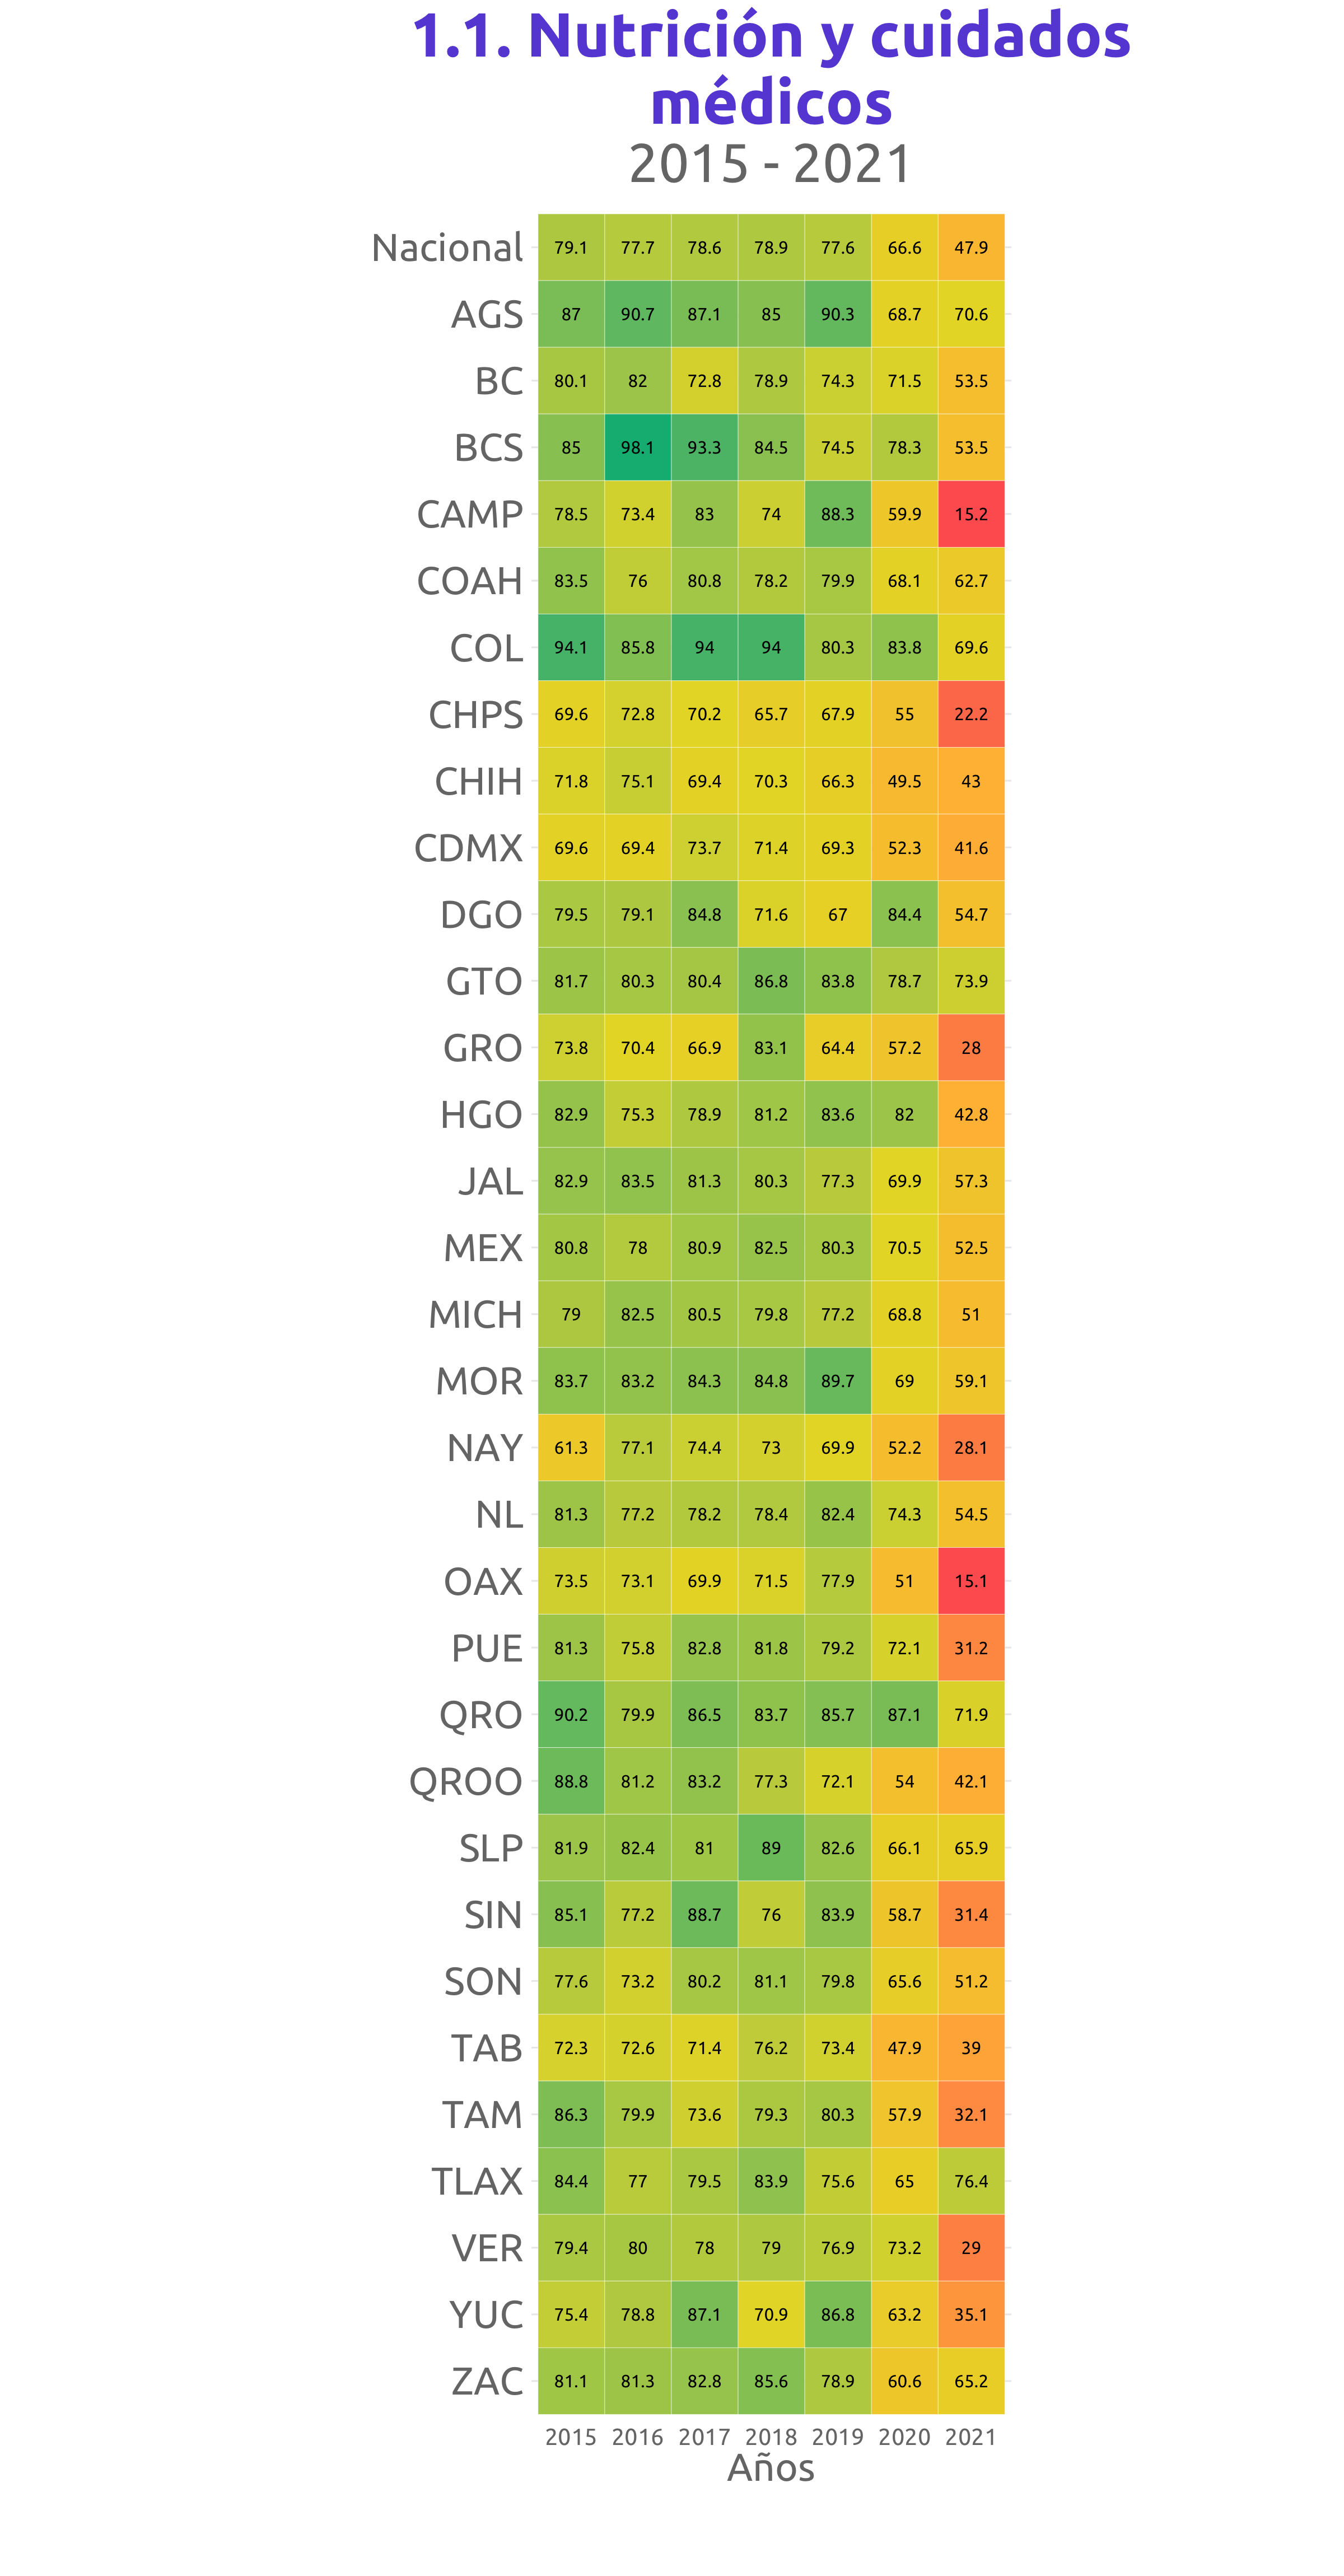 1.1. Nutrición y cuidados
médicos
2015 - 2021
Nacional 79.1 77.7 78.6 78.9 77.6 66.6 47.9
AGS 87 90.7 87.1 85 90.3 68.7 70.6
BC 80.1 82 72.8 78.9 74.3 71.5 53.5
BCS 85 98.1 93.3 84.5 74.5 78.3 53.5
CAMP 78.5 73.4 83 74 88.3 59.9 15.2
COAH 83.5 76 80.8 78.2 79.9 68.1 62.7
COL 94.1 85.8 94 94 80.3 83.8 69.6
CHPS 69.6 72.8 70.2 65.7 67.9 55 22.2
CHIH 71.8 75.1 69.4 70.3 66.3 49.5 43
CDMX 69.6 69.4 73.7 71.4 69.3 52.3 41.6
DGO 79.5 79.1 84.8 71.6 67 84.4 54.7
GTO 81.7 80.3 80.4 86.8 83.8 78.7 73.9
GRO 73.8 70.4 66.9 83.1 64.4 57.2 28
HGO 82.9 75.3 78.9 81.2 83.6 82 42.8
JAL 82.9 83.5 81.3 80.3 77.3 69.9 57.3
MEX 80.8 78 80.9 82.5 80.3 70.5 52.5
MICH 79 82.5 80.5 79.8 77.2 68.8 51
MOR 83.7 83.2 84.3 84.8 89.7 69 59.1
NAY 61.3 77.1 74.4 73 69.9 52.2 28.1
NL 81.3 77.2 78.2 78.4 82.4 74.3 54.5
OAX 73.5 73.1 69.9 71.5 77.9 51 15.1
PUE 81.3 75.8 82.8 81.8 79.2 72.1 31.2
QRO 90.2 79.9 86.5 83.7 85.7 87.1 71.9
QROO 88.8 81.2 83.2 77.3 72.1 54 42.1
SLP 81.9 82.4 81 89 82.6 66.1 65.9
SIN 85.1 77.2 88.7 76 83.9 58.7 31.4
SON 77.6 73.2 80.2 81.1 79.8 65.6 51.2
TAB 72.3 72.6 71.4 76.2 73.4 47.9 39
TAM 86.3 79.9 73.6 79.3 80.3 57.9 32.1
TLAX 84.4 77 79.5 83.9 75.6 65 76.4
VER 79.4 80 78 79 76.9 73.2 29
YUC 75.4 78.8 87.1 70.9 86.8 63.2 35.1
ZAC 81.1 81.3 82.8 85.6 78.9 60.6 65.2
2015 2016 2017 2018 2019 2020 2021
Años